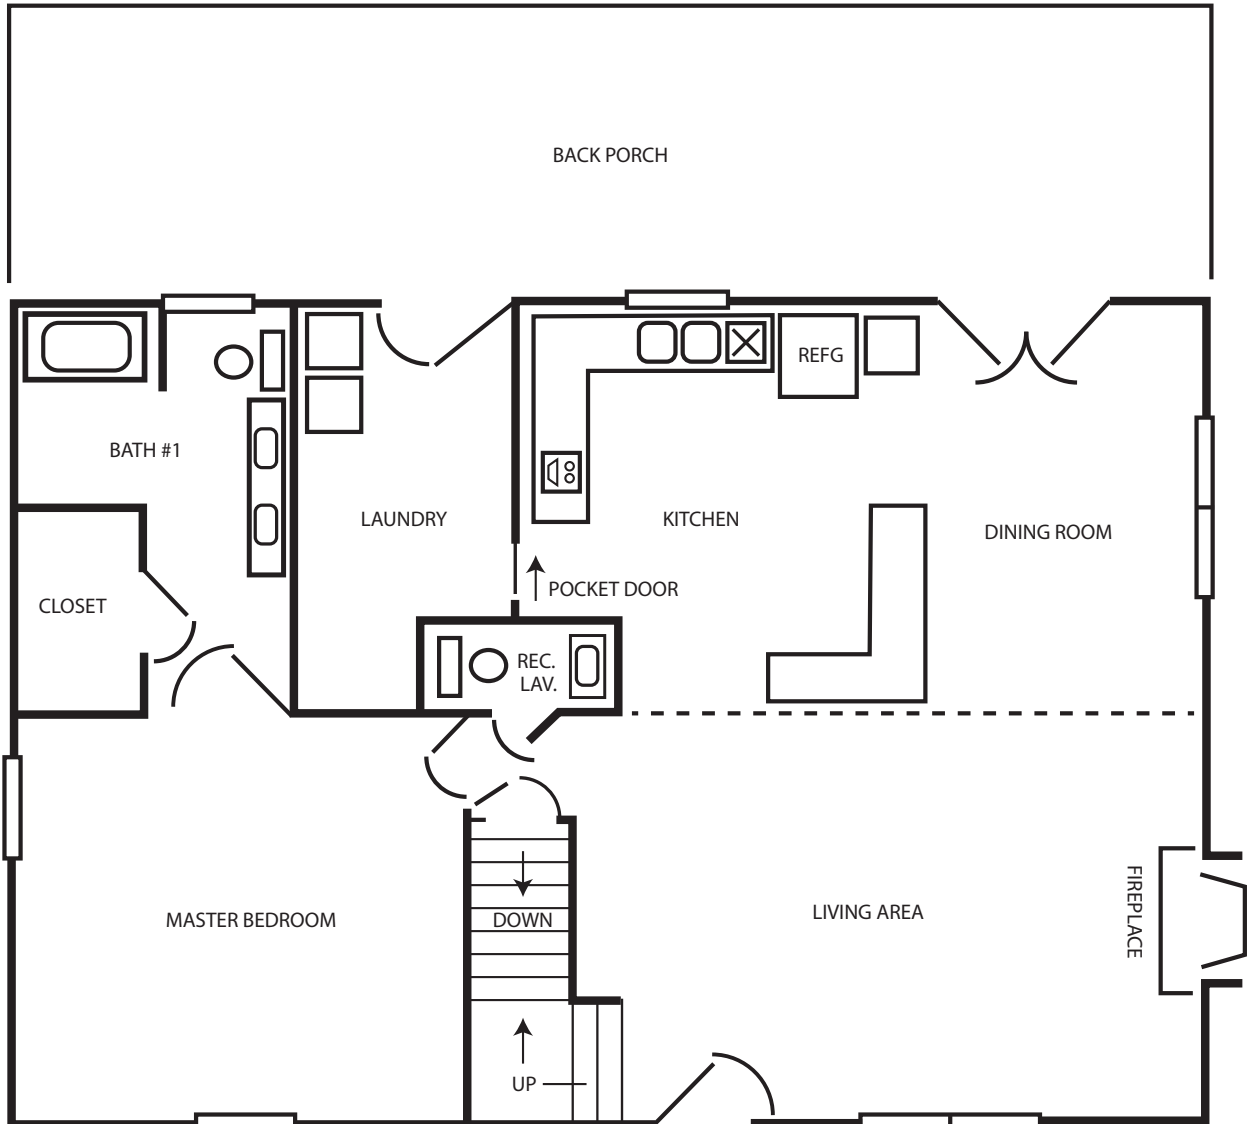 BACK PORCH
REFG
BATH #1
LAUNDRY
KITCHEN
DINING ROOM
POCKET DOOR
CLOSET
REC.
LAV.
FIREPLACE
MASTER BEDROOM
DOWN
LIVING AREA
UP